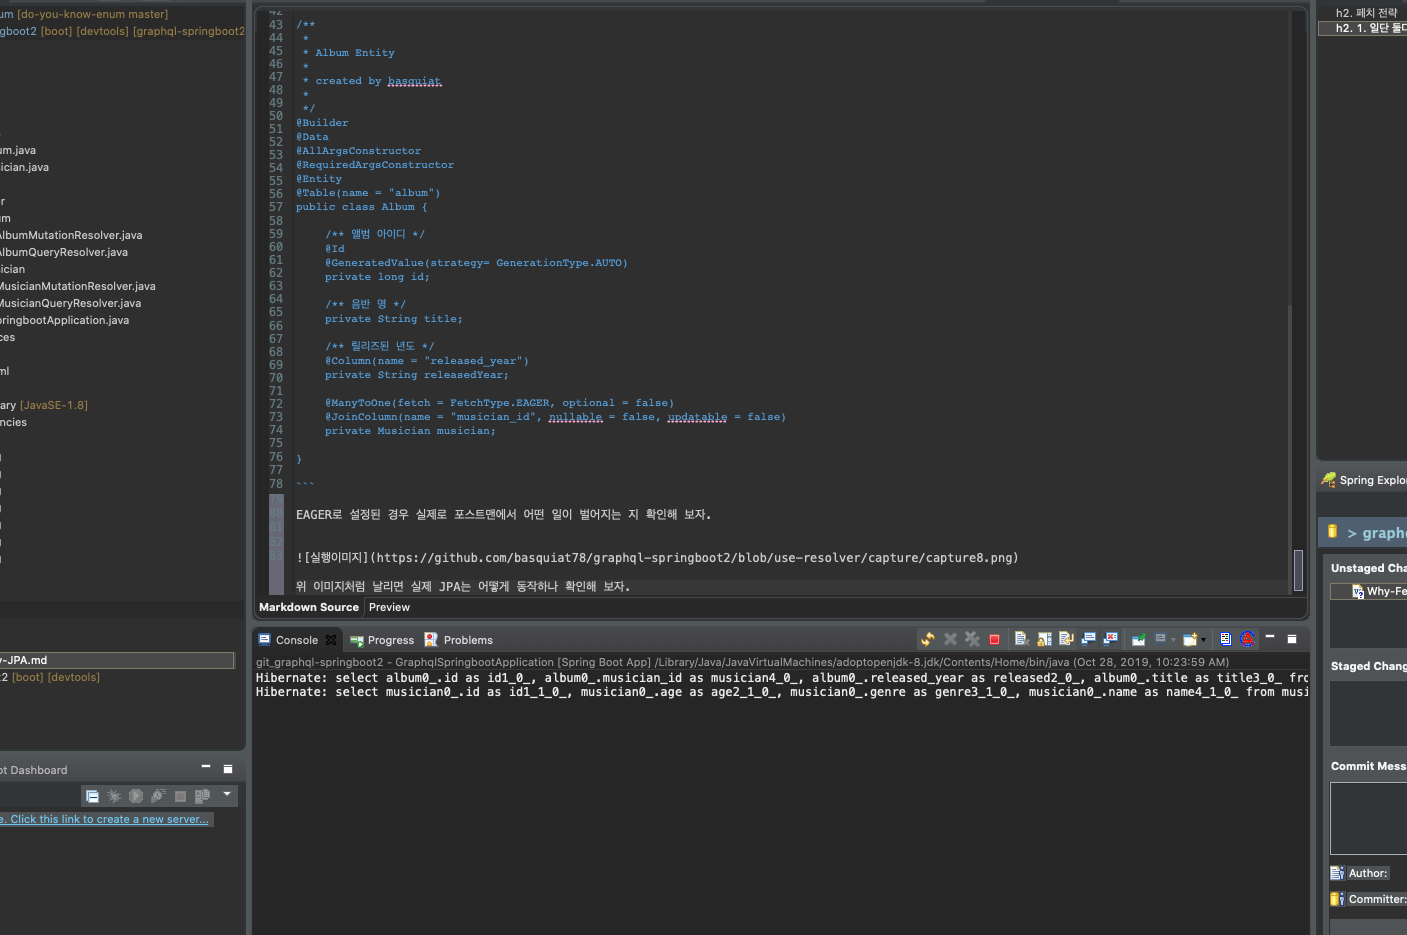 um [do-you-know-enum master]
gboot2 [boot] [devtools] [graphql-springboot2
um.java
ician.java
r
um
AlbumMutationResolver.java
AlbumQueryResolver.java
ician
MusicianMutationResolver.java
MusicianQueryResolver.java
pringbootApplication.java
ces
ml
ary [JavaSE-1.8]
ncies
y-JPA.md
2 [boot] [devtools]
ot Dashboard
e. Click this link to create a new server...
42
43 /**
44 *
45 * Album Entity
46 *
47 * created by basquiat
48 *
49 */
50 @Builder
51 @Data
52 @AllArgsConstructor
53 @RequiredArgsConstructor
54 @Entity
55 @Table(name = "album")
56 public class Album {
57
58 /** 앨범 아이디 */
59 @Id
60 @GeneratedValue(strategy= GenerationType.AUTO)
61 private long id;
62
63 /** 음반 명 */
64 private String title;
65
66 /** 릴리즈된 년도 */
67 @Column(name = "released_year")
68 private String releasedYear;
69
70 @ManyToOne(fetch = FetchType.EAGER, optional = false)
71 @JoinColumn(name = "musician_id", nullable = false, updatable = false)
72 private Musician musician;
73
74 }
75
76 ```
77
78
79
80 EAGER로 설정된 경우 실제로 포스트맨에서 어떤 일이 벌어지는 지 확인해 보자.
81
82
83 ![실행이미지](https://github.com/basquiat78/graphql-springboot2/blob/use-resolver/capture/capture8.png)
위 이미지처럼 날리면 실제 JPA는 어떻게 동작하나 확인해 보자.
Markdown Source Preview
Console Progress Problems
git_graphql-springboot2 - GraphqlSpringbootApplication [Spring Boot App] /Library/Java/JavaVirtualMachines/adoptopenjdk-8.jdk/Contents/Home/bin/java (Oct 28, 2019, 10:23:59 AM)
Hibernate: select album0_.id as id1_0_, album0_.musician_id as musician4_0_, album0_.released_year as released2_0_, album0_.title as title3_0_ fro
Hibernate: select musician0_.id as id1_1_0_, musician0_.age as age2_1_0_, musician0_.genre as genre3_1_0_, musician0_.name as name4_1_0_ from musi
h2. 페치 전략
h2. 1. 일단 둘다
Spring Explo
> graphq
Unstaged Cha
Why-Fe
Staged Chang
Commit Mess
Author:
Committer: